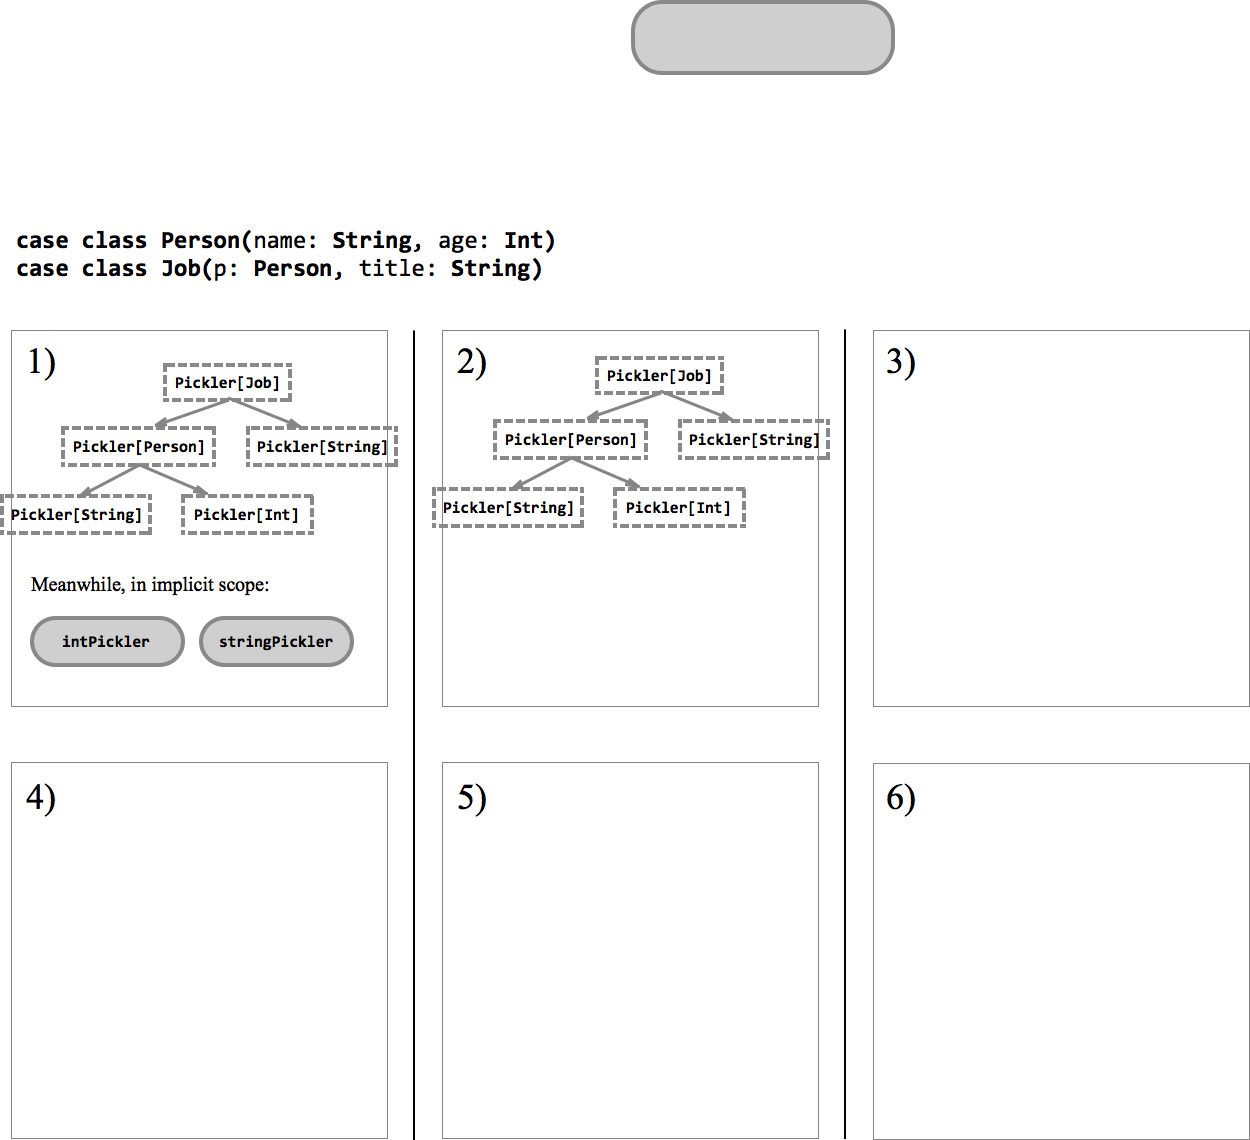 case class Person(name: String, age: Int)
case class Job(p: Person, title: String)
1)
Pickler[Job]
Pickler[Person]
Pickler[String]
Pickler[String]
Pickler[Int]
Meanwhile, in implicit scope:
intPickler
stringPickler
2)
Pickler[Job]
Pickler[Person]
Pickler[String]
Pickler[String]
Pickler[Int]
3)
4)
5)
6)